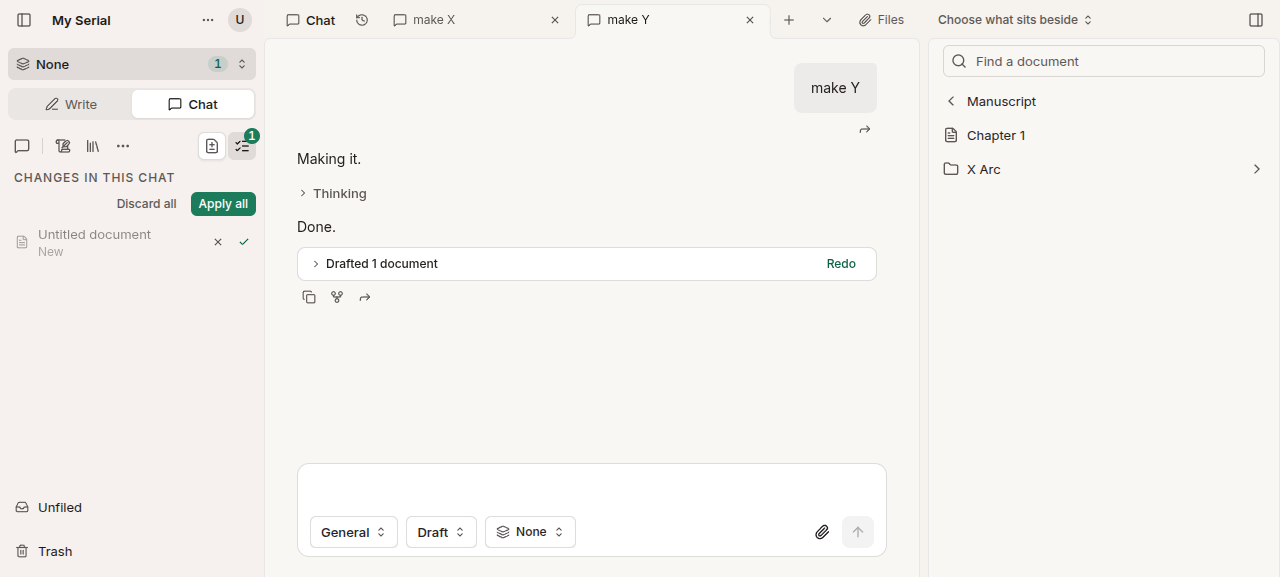 My Serial
U
None
1
Write
Chat
1
CHANGES IN THIS CHAT
Discard all
Apply all
Untitled document
New
Unfiled
Trash
Chat
make X
make Y
Files
make Y
Making it.
Thinking
Done.
Drafted 1 document
Redo
General
Draft
None
Choose what sits beside
Find a document
Manuscript
Chapter 1
X Arc